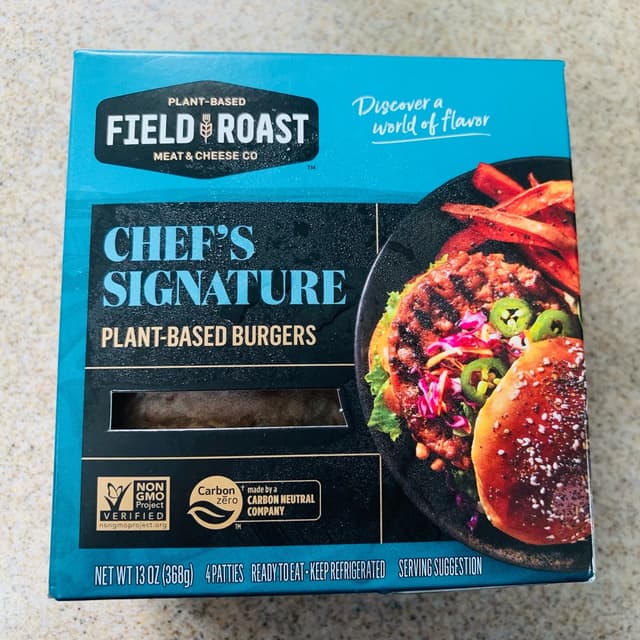 PLANT-BASED
FIELD ROAST
MEAT & CHEESE CO
TM
Discover a
world of flavor
CHEF'S
SIGNATURE
PLANT-BASED BURGERS
NON
GMO
Project
VERIFIED
nongmoproject.org
Carbon
zero
TM
made by a
CARBON NEUTRAL
COMPANY
NET WT 13 OZ (368g) 4 PATTIES READY TO EAT • KEEP REFRIGERATED SERVING SUGGESTION